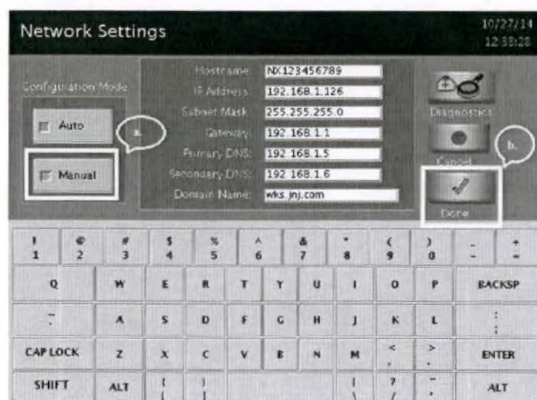 Network Settings
10/27/14
12:38:28
Configuration Mode
Auto
Manual
a.
Hostname: NX123456789
IP Address: 192.168.1.126
Subnet Mask: 255.255.255.0
Gateway: 192.168.1.1
Primary DNS: 192.168.1.5
Secondary DNS: 192.168.1.6
Domain Name: wks.jnj.com
Diagnostics
Cancel
b.
Done
! @ # $ % ^ & * ( ) - +
1 2 3 4 5 6 7 8 9 0 - =
Q W E R T Y U I O P BACKSP
A S D F G H J K L : ;
CAP LOCK Z X C V B N M < , > . ENTER
SHIFT ALT { [ } ] | \ ? / ALT